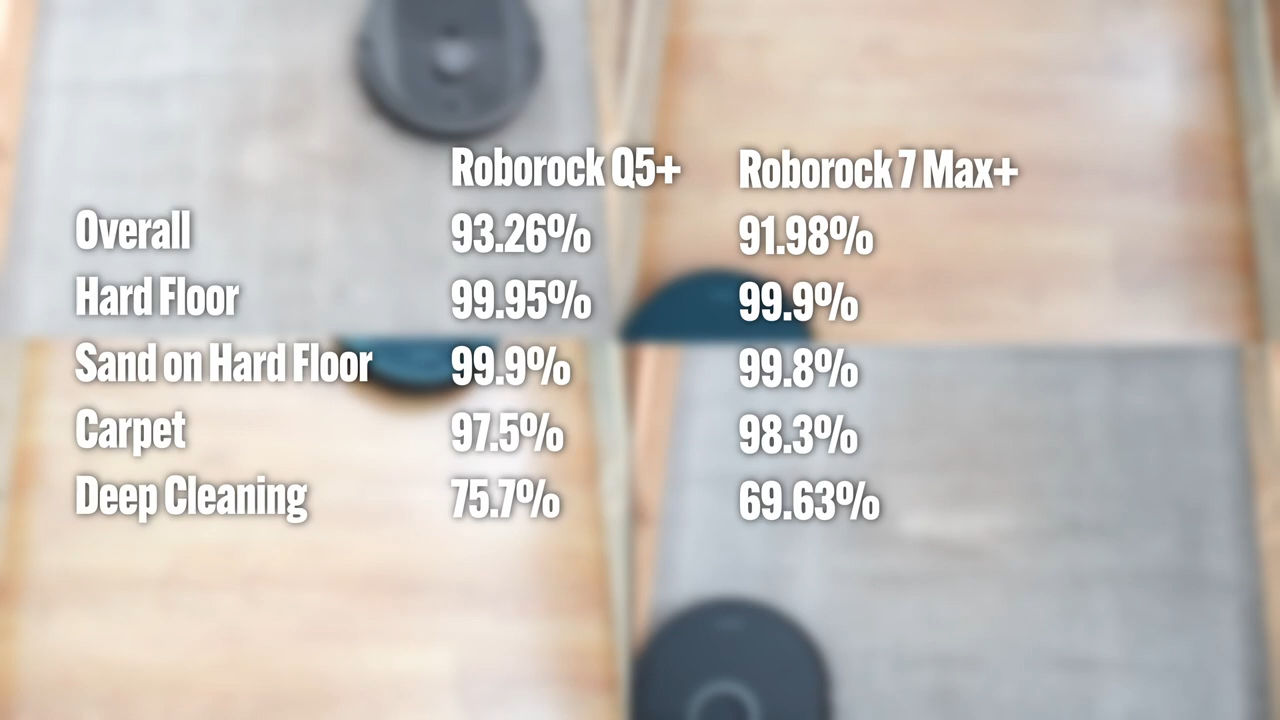 Roborock Q5+ Roborock 7 Max+
Overall 93.26% 91.98%
Hard Floor 99.95% 99.9%
Sand on Hard Floor 99.9% 99.8%
Carpet 97.5% 98.3%
Deep Cleaning 75.7% 69.63%